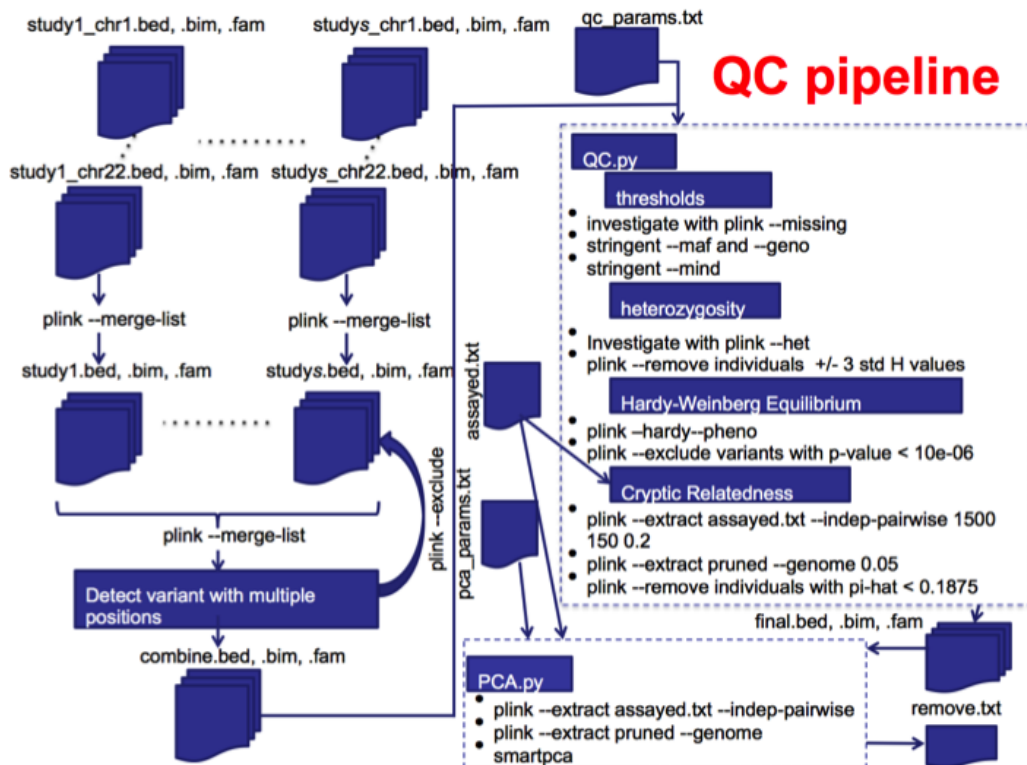 study1_chr1.bed, .bim, .fam
studys_chr1.bed, .bim, .fam
study1_chr22.bed, .bim, .fam
studys_chr22.bed, .bim, .fam
plink --merge-list
plink --merge-list
study1.bed, .bim, .fam
studys.bed, .bim, .fam
plink --merge-list
plink --exclude
Detect variant with multiple
positions
combine.bed, .bim, .fam
qc_params.txt
QC pipeline
QC.py
thresholds
• investigate with plink --missing
• stringent --maf and --geno
• stringent --mind
heterozygosity
• Investigate with plink --het
• plink --remove individuals +/- 3 std H values
Hardy-Weinberg Equilibrium
• plink –hardy--pheno
• plink --exclude variants with p-value < 10e-06
Cryptic Relatedness
• plink --extract assayed.txt --indep-pairwise 1500
150 0.2
• plink --extract pruned --genome 0.05
• plink --remove individuals with pi-hat < 0.1875
assayed.txt
pca_params.txt
final.bed, .bim, .fam
PCA.py
• plink --extract assayed.txt --indep-pairwise
• plink --extract pruned --genome
• smartpca
remove.txt